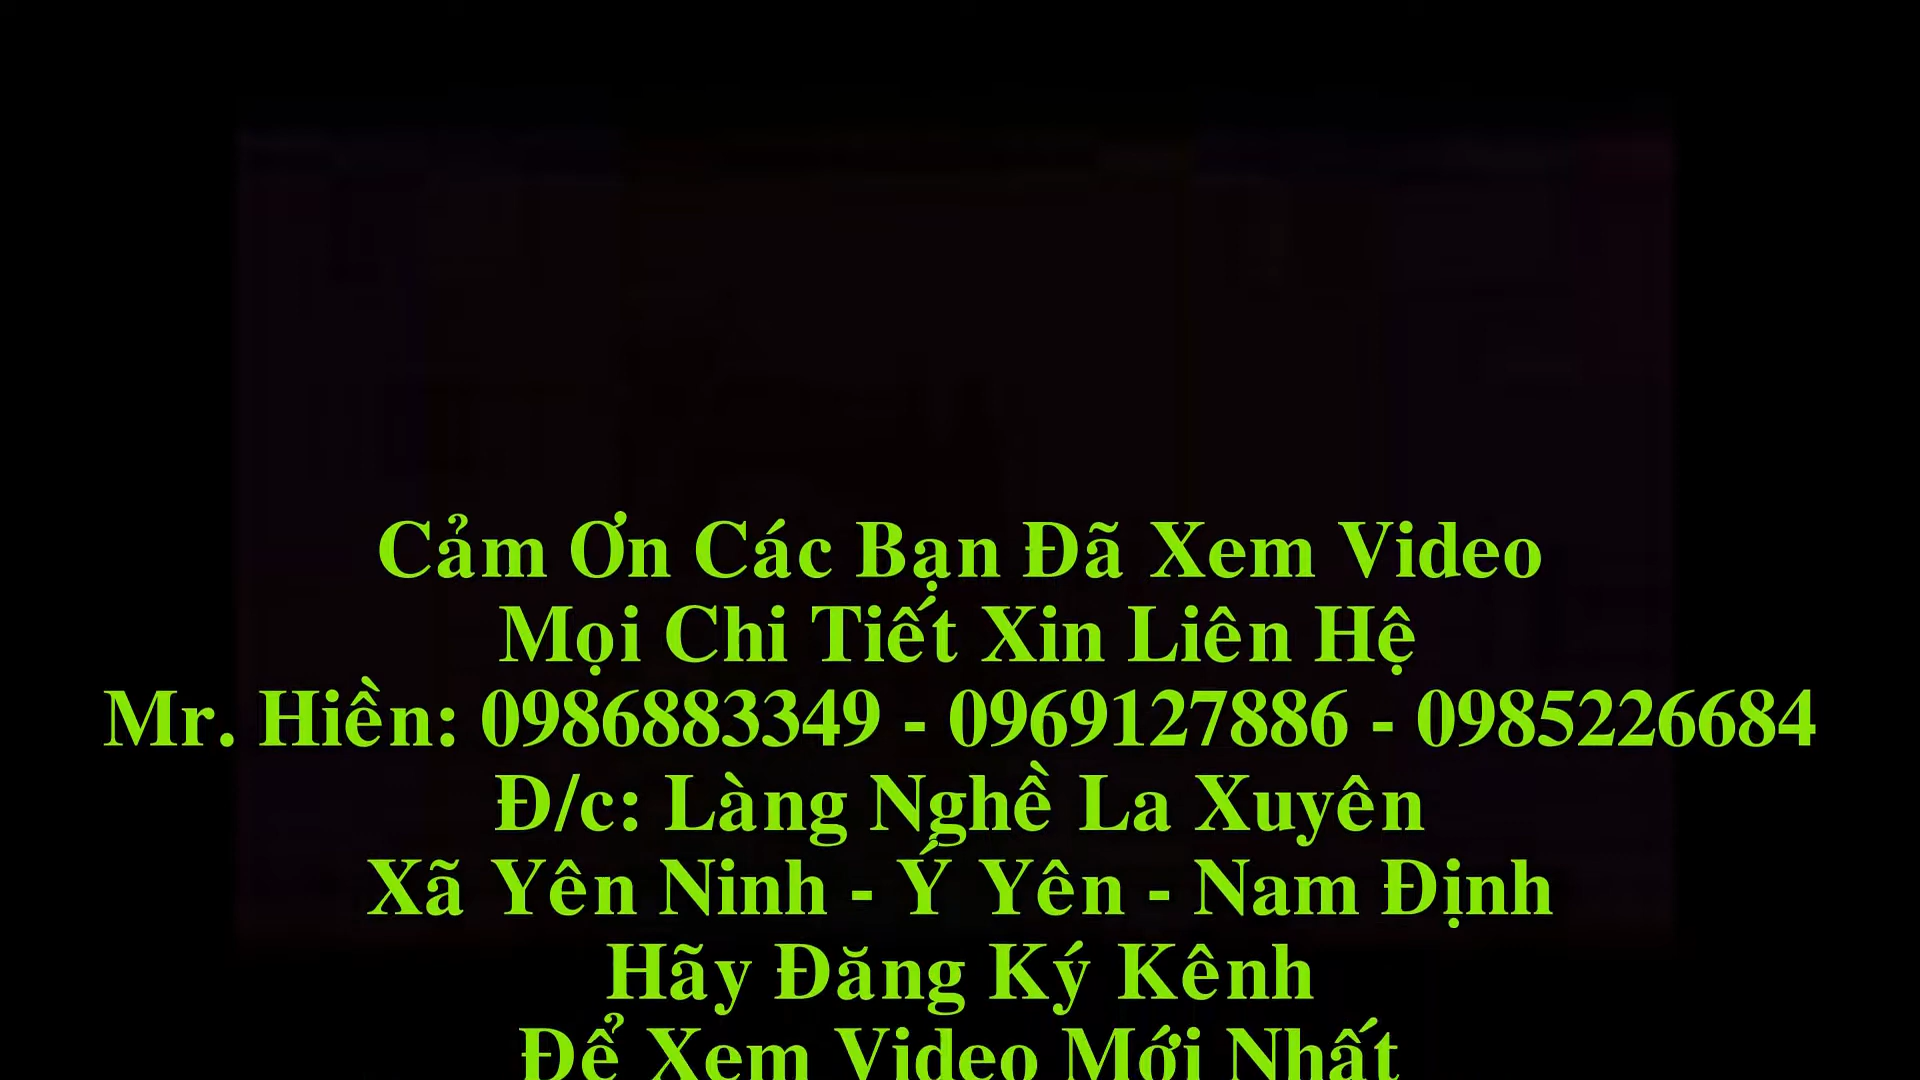 Cảm Ơn Các Bạn Đã Xem Video
Mọi Chi Tiết Xin Liên Hệ
Mr. Hiền: 0986883349 - 0969127886 - 0985226684
Đ/c: Làng Nghề La Xuyên
Xã Yên Ninh - Ý Yên - Nam Định
Hãy Đăng Ký Kênh
Để Xem Video Mới Nhất